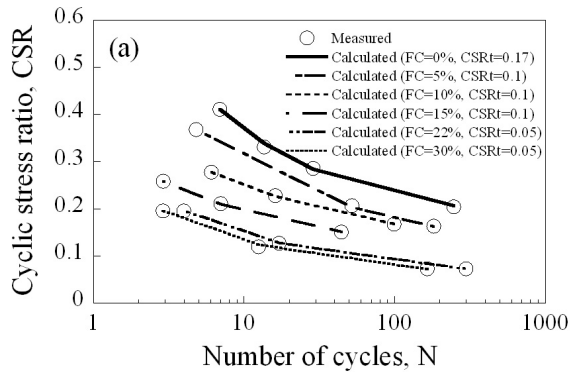 0.6
(a)
Measured
Calculated (FC=0%, CSRt=0.17)
0.5
Calculated (FC=5%, CSRt=0.1)
Calculated (FC=10%, CSRt=0.1)
0.4
Calculated (FC=15%, CSRt=0.1)
Calculated (FC=22%, CSRt=0.05)
Calculated (FC=30%, CSRt=0.05)
0.3
0.2
0.1
0
Cyclic stress ratio, CSR
1
10
100
1000
Number of cycles, N